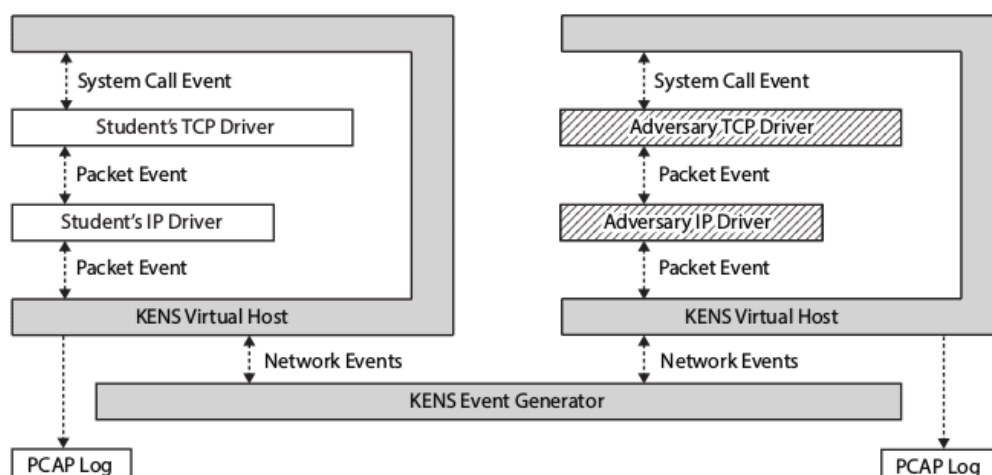 System Call Event
System Call Event
Student's TCP Driver
Adversary TCP Driver
Packet Event
Packet Event
Student's IP Driver
Adversary IP Driver
Packet Event
Packet Event
KENS Virtual Host
KENS Virtual Host
Network Events
Network Events
KENS Event Generator
PCAP Log
PCAP Log